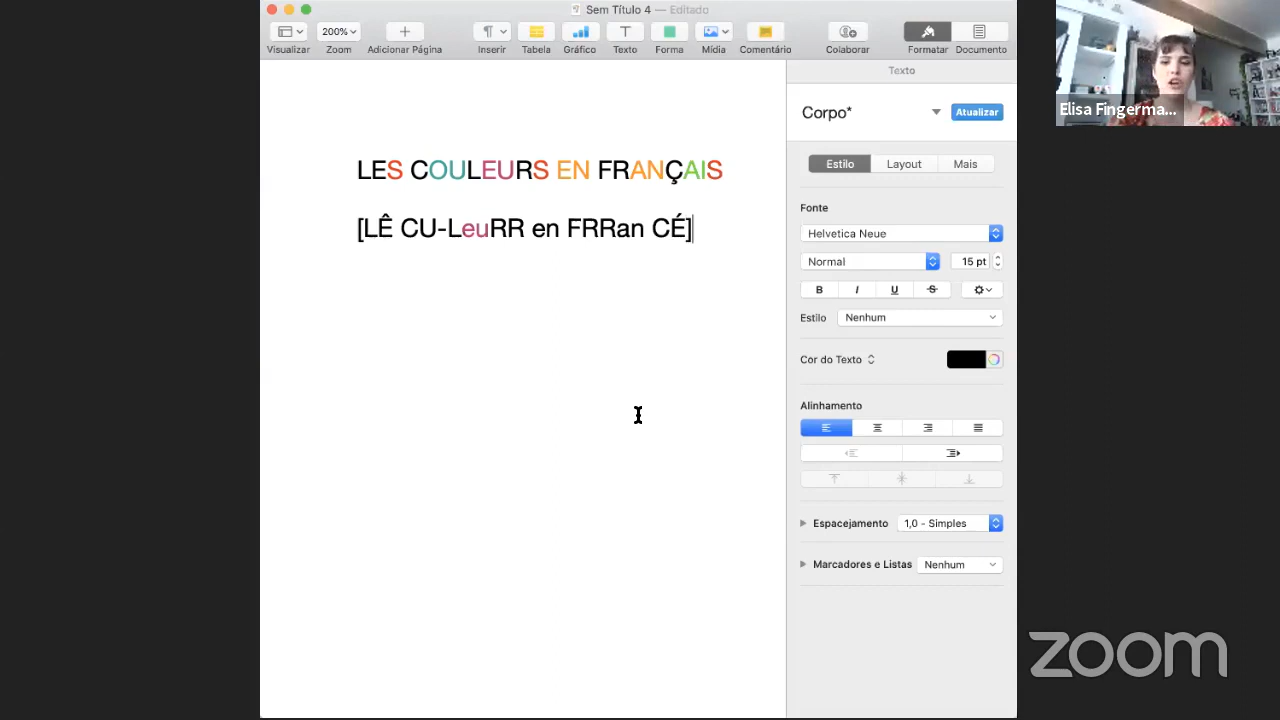 Sem Título 4 — Editado
Visualizar
200%
Zoom
Adicionar Página
Inserir
Tabela
Gráfico
Texto
Forma
Mídia
Comentário
Colaborar
Formatar
Documento
Texto
Corpo*
Atualizar
Estilo
Layout
Mais
LES COULEURS EN FRANÇAIS
[LÊ CU-LeuRR en FRRan CÉ]
Fonte
Helvetica Neue
Normal
15 pt
B I U S
Estilo
Nenhum
Cor do Texto
Alinhamento
Espacejamento
1,0 - Simples
Marcadores e Listas
Nenhum
Elisa Fingerma...
zoom